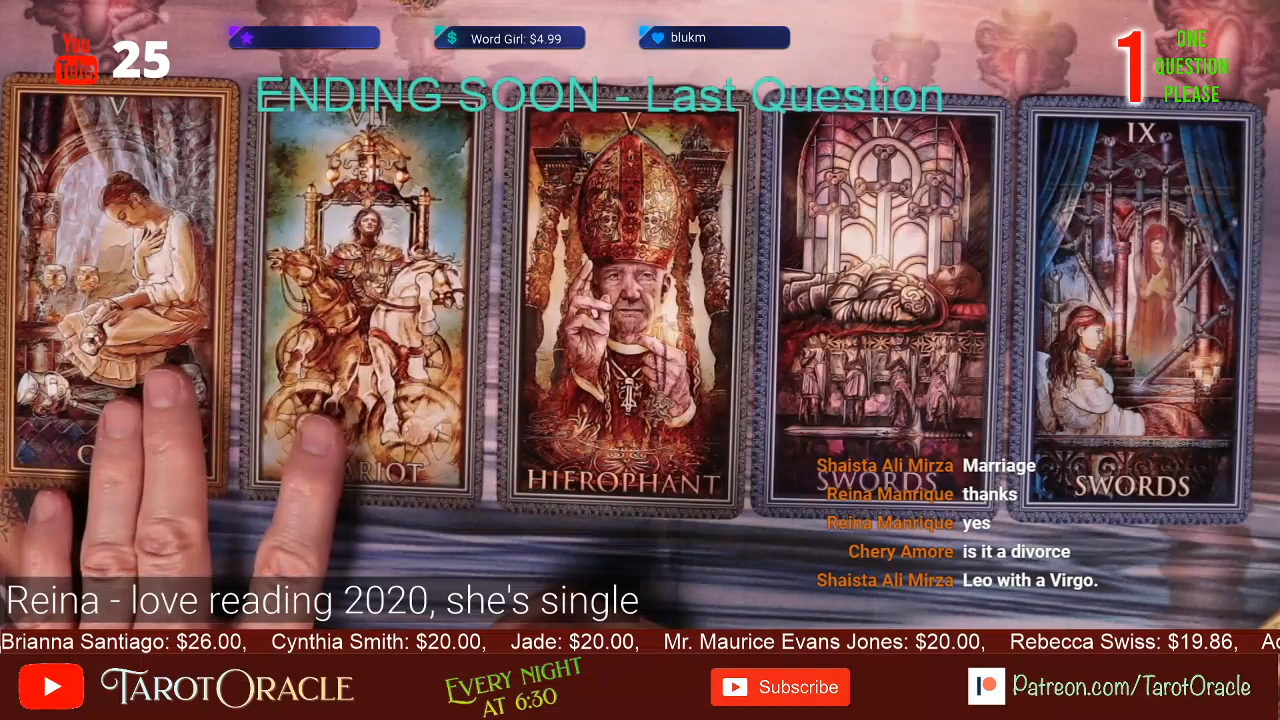 You
Tube
25
$ Word Girl: $4.99
blukm
1
ONE
QUESTION
PLEASE
ENDING SOON - Last Question
V
VII
V
IV
IX
ARIOT
HIEROPHANT
SWORDS
SWORDS
Shaista Ali Mirza Marriage
Reina Manrique thanks
Reina Manrique yes
Chery Amore is it a divorce
Shaista Ali Mirza Leo with a Virgo.
Reina - love reading 2020, she's single
Brianna Santiago: $26.00, Cynthia Smith: $20.00, Jade: $20.00, Mr. Maurice Evans Jones: $20.00, Rebecca Swiss: $19.86,
TAROTORACLE
EVERY NIGHT
AT 6:30
Subscribe
Patreon.com/TarotOracle